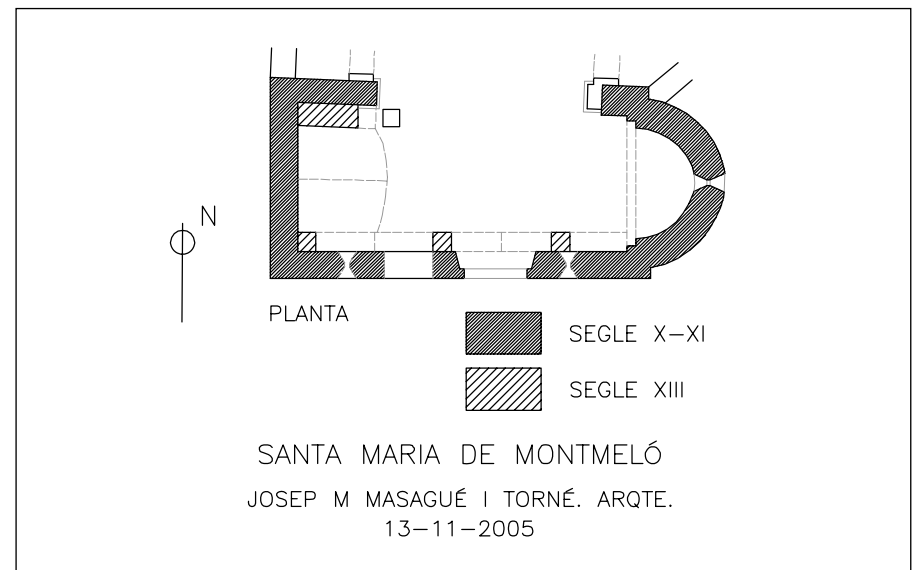 N
PLANTA
SEGLE X-XI
SEGLE XIII
SANTA MARIA DE MONTMELÓ
JOSEP M MASAGUÉ I TORNÉ. ARQTE.
13-11-2005